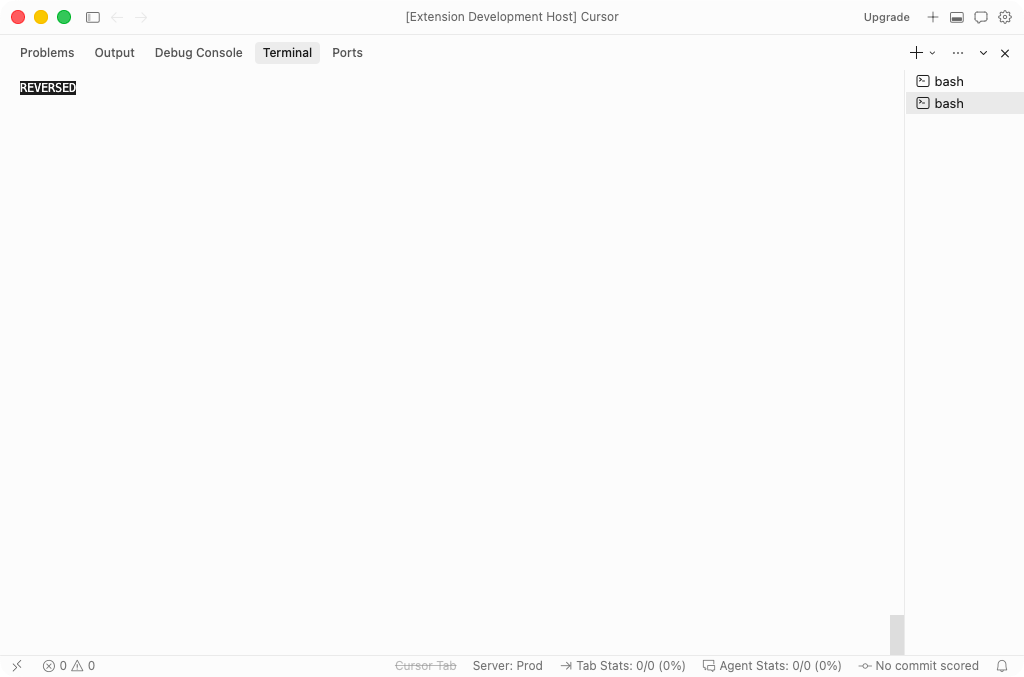 [Extension Development Host] Cursor
Upgrade
Problems Output Debug Console Terminal Ports
REVERSED
bash
bash
0 0 Cursor Tab Server: Prod Tab Stats: 0/0 (0%) Agent Stats: 0/0 (0%) No commit scored